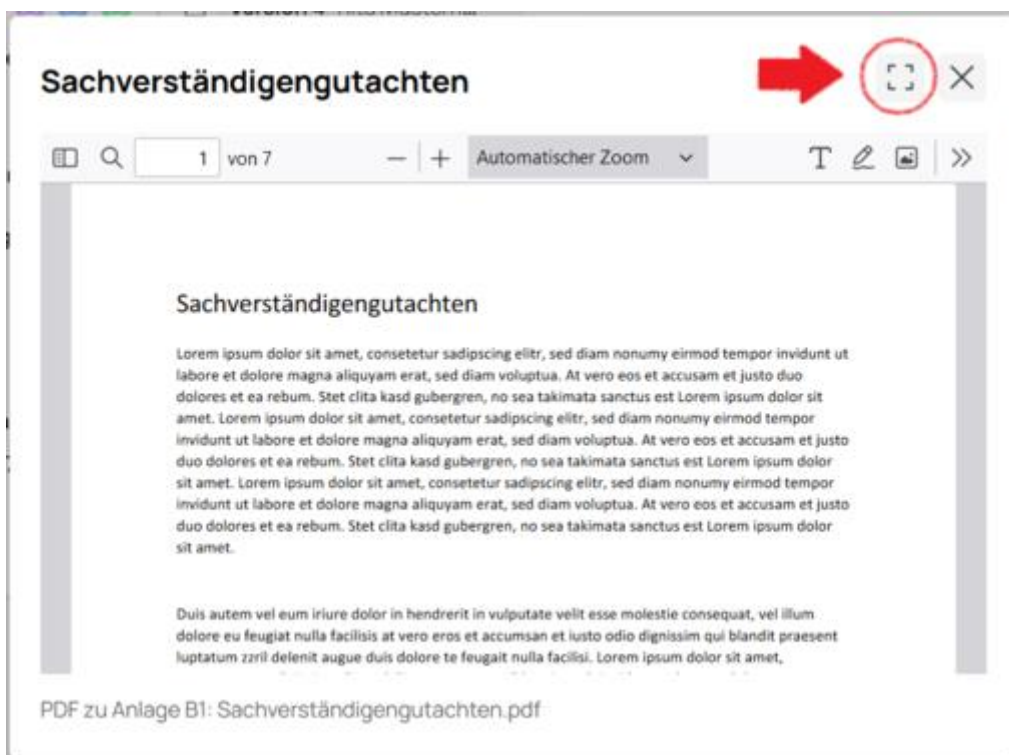 Sachverständigengutachten
1 von 7 Automatischer Zoom
Sachverständigengutachten
Lorem ipsum dolor sit amet, consetetur sadipscing elitr, sed diam nonumy eirmod tempor invidunt ut
labore et dolore magna aliquyam erat, sed diam voluptua. At vero eos et accusam et justo duo
dolores et ea rebum. Stet clita kasd gubergren, no sea takimata sanctus est Lorem ipsum dolor sit
amet. Lorem ipsum dolor sit amet, consetetur sadipscing elitr, sed diam nonumy eirmod tempor
invidunt ut labore et dolore magna aliquyam erat, sed diam voluptua. At vero eos et accusam et justo
duo dolores et ea rebum. Stet clita kasd gubergren, no sea takimata sanctus est Lorem ipsum dolor
sit amet. Lorem ipsum dolor sit amet, consetetur sadipscing elitr, sed diam nonumy eirmod tempor
invidunt ut labore et dolore magna aliquyam erat, sed diam voluptua. At vero eos et accusam et justo
duo dolores et ea rebum. Stet clita kasd gubergren, no sea takimata sanctus est Lorem ipsum dolor
sit amet.
Duis autem vel eum iriure dolor in hendrerit in vulputate velit esse molestie consequat, vel illum
dolore eu feugiat nulla facilisis at vero eros et accumsan et iusto odio dignissim qui blandit praesent
luptatum zzril delenit augue duis dolore te feugait nulla facilisi. Lorem ipsum dolor sit amet,
PDF zu Anlage B1: Sachverständigengutachten.pdf